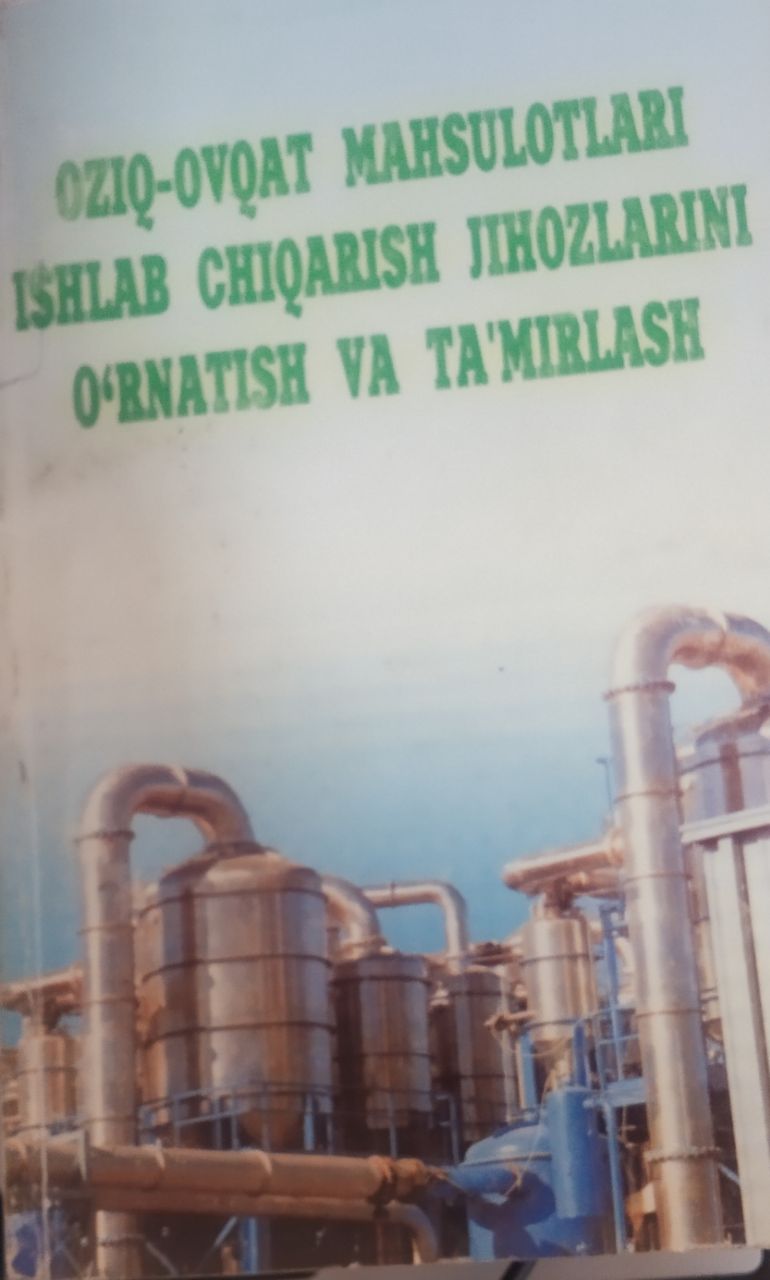 OZIQ-OVQAT MAHSULOTLARI
ISHLAB CHIQARISH JIHOZLARINI
O‘RNATISH VA TA'MIRLASH